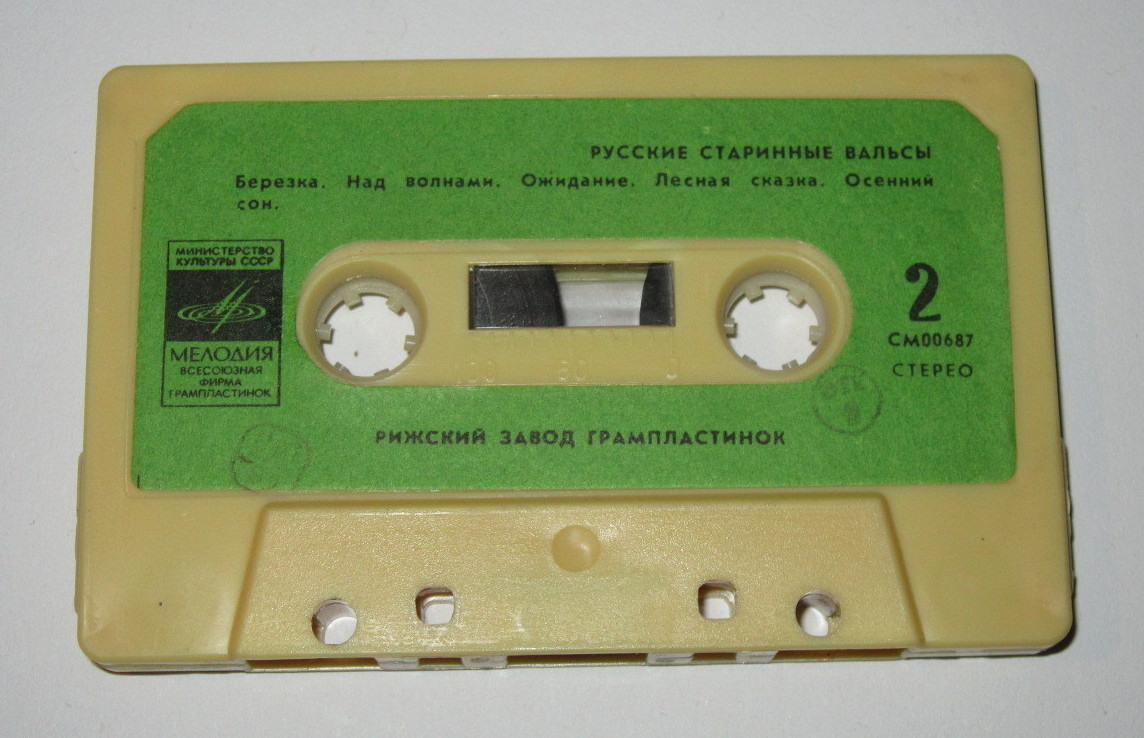 РУССКИЕ СТАРИННЫЕ ВАЛЬСЫ
Березка. Над волнами. Ожидание. Лесная сказка. Осенний
сон.
МИНИСТЕРСТВО
КУЛЬТУРЫ СССР
МЕЛОДИЯ
ВСЕСОЮЗНАЯ
ФИРМА
ГРАМПЛАСТИНОК
2
СМ00687
СТЕРЕО
РИЖСКИЙ ЗАВОД ГРАМПЛАСТИНОК